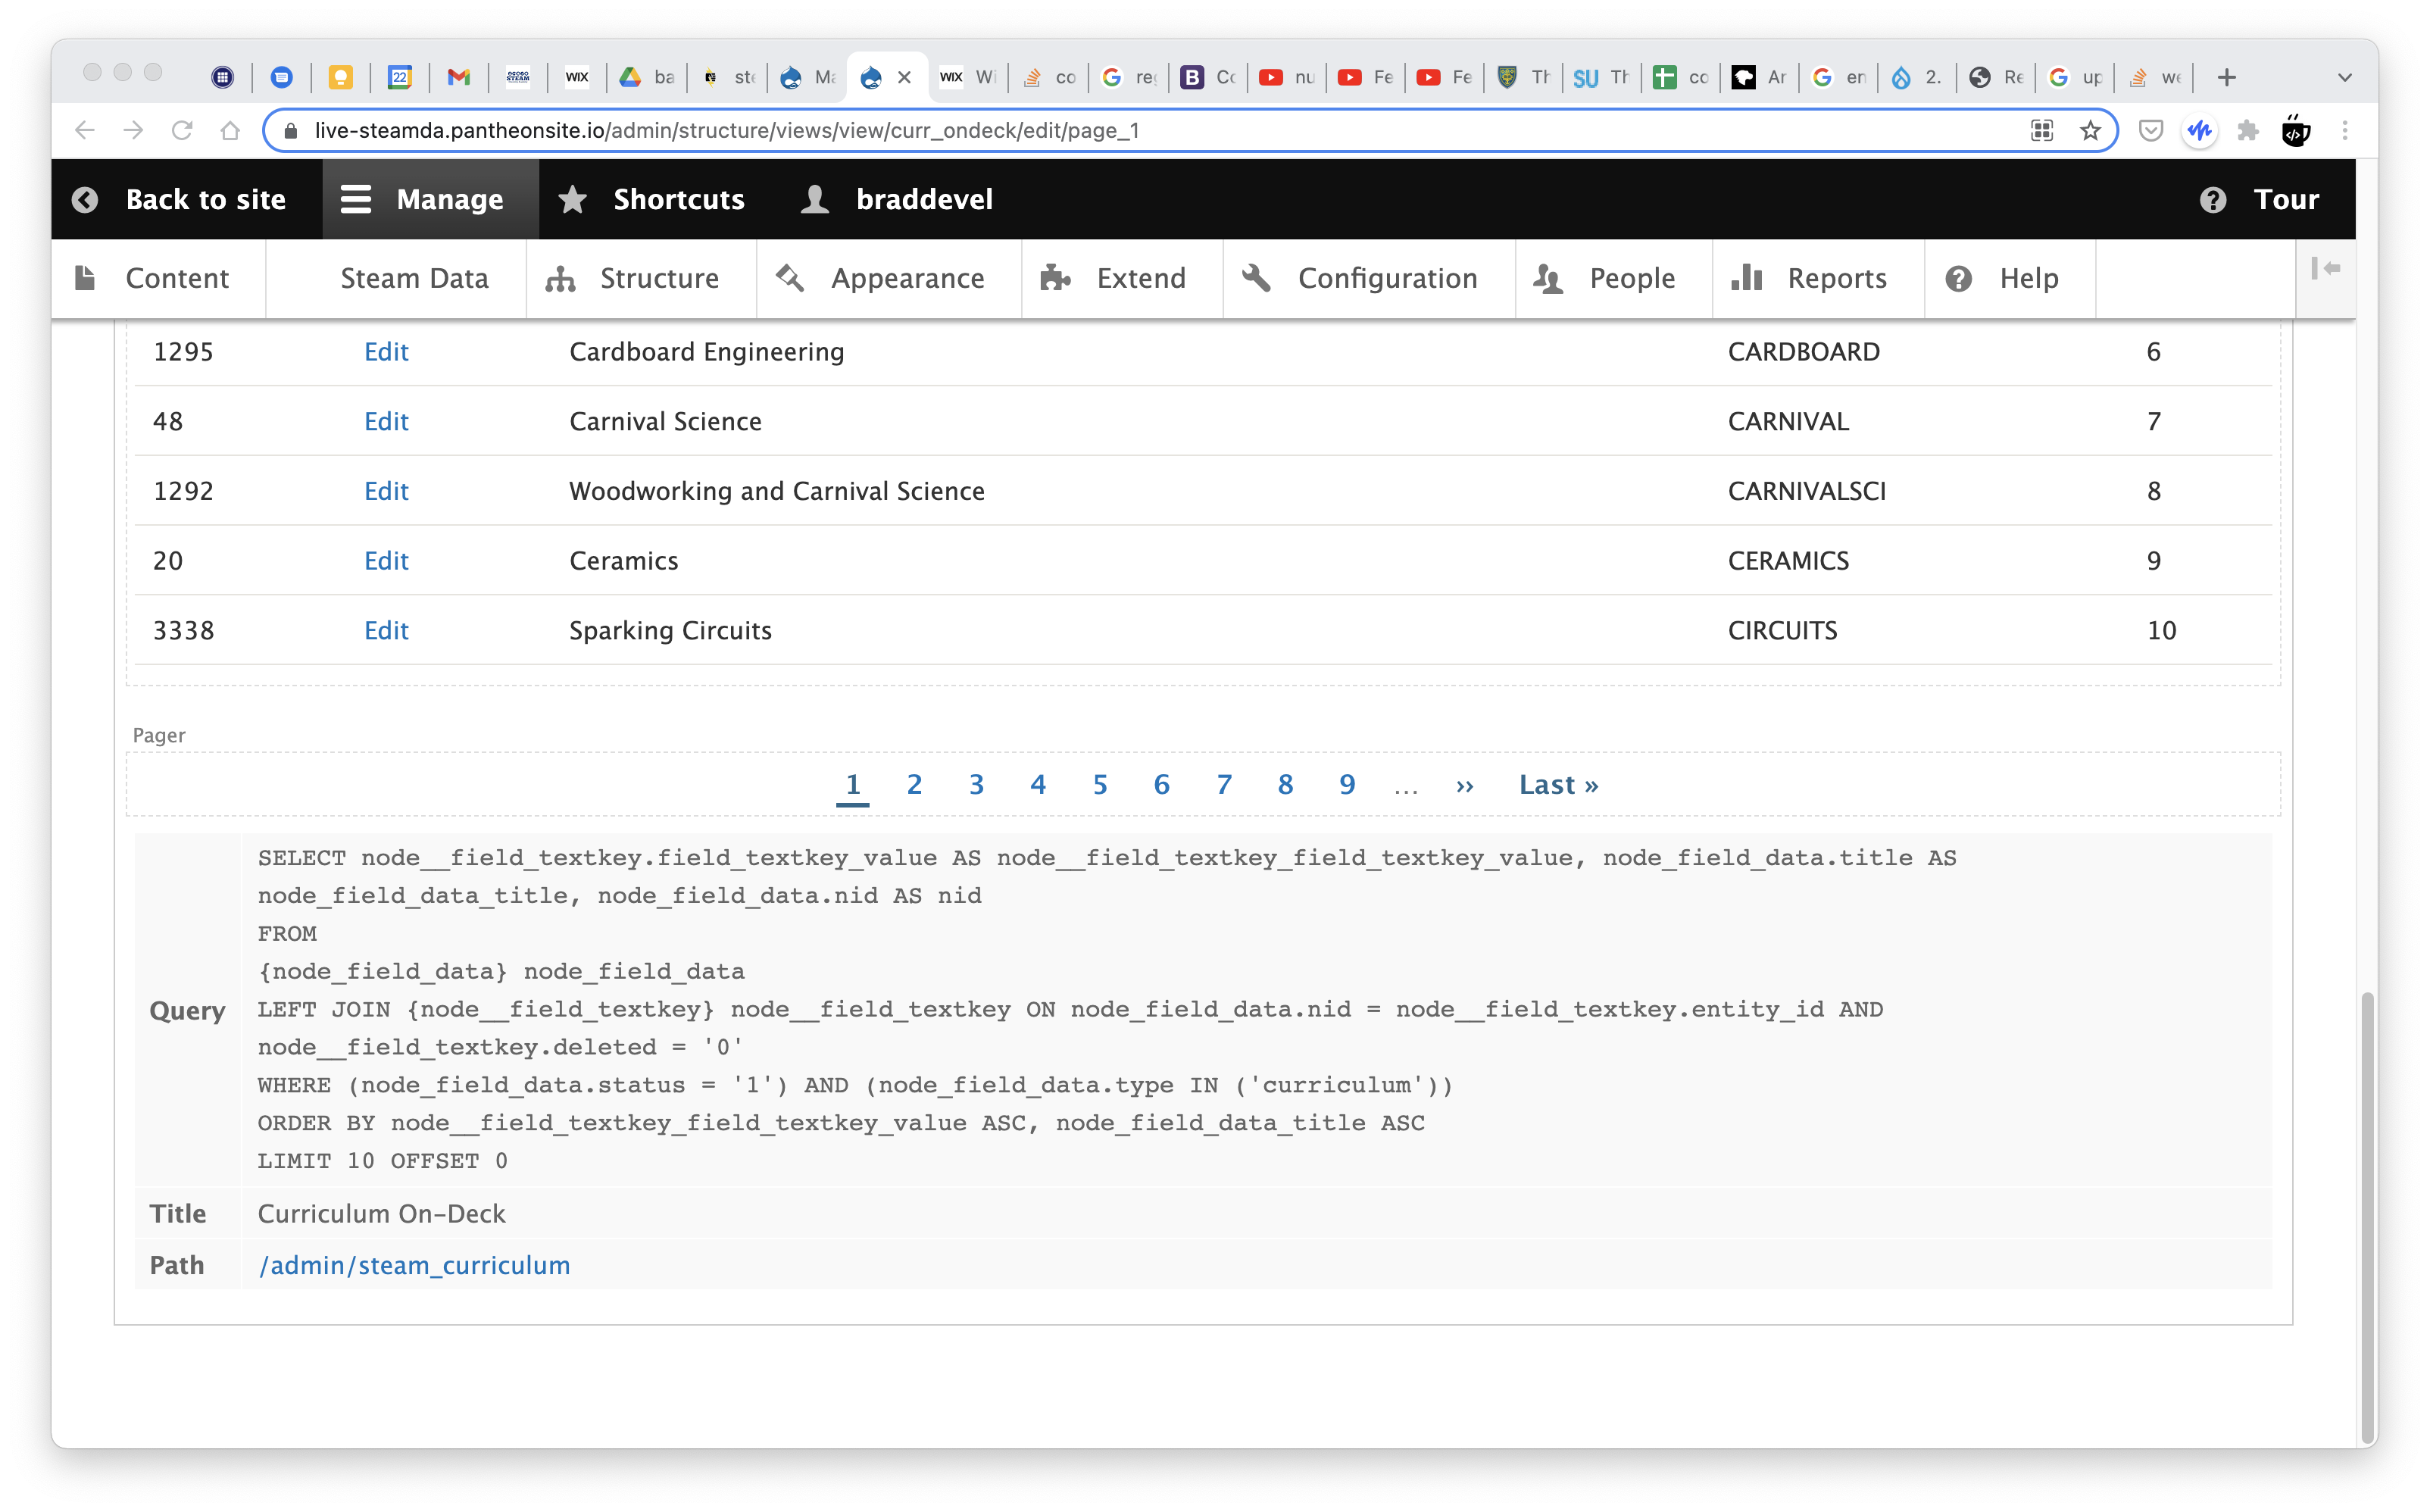 22 WIX ba ste Ma WIX Wi co reg B Co nu Fe Fe Th SU Th co Ar en 2. Re up we
live-steamda.pantheonsite.io/admin/structure/views/view/curr_ondeck/edit/page_1
Back to site Manage Shortcuts braddevel Tour
Content Steam Data Structure Appearance Extend Configuration People Reports Help
1295 Edit Cardboard Engineering CARDBOARD 6
48 Edit Carnival Science CARNIVAL 7
1292 Edit Woodworking and Carnival Science CARNIVALSCI 8
20 Edit Ceramics CERAMICS 9
3338 Edit Sparking Circuits CIRCUITS 10
Pager
1 2 3 4 5 6 7 8 9 … ›› Last »
SELECT node__field_textkey.field_textkey_value AS node__field_textkey_field_textkey_value, node_field_data.title AS
node_field_data_title, node_field_data.nid AS nid
FROM
{node_field_data} node_field_data
Query LEFT JOIN {node__field_textkey} node__field_textkey ON node_field_data.nid = node__field_textkey.entity_id AND
node__field_textkey.deleted = '0'
WHERE (node_field_data.status = '1') AND (node_field_data.type IN ('curriculum'))
ORDER BY node__field_textkey_field_textkey_value ASC, node_field_data_title ASC
LIMIT 10 OFFSET 0
Title Curriculum On-Deck
Path /admin/steam_curriculum